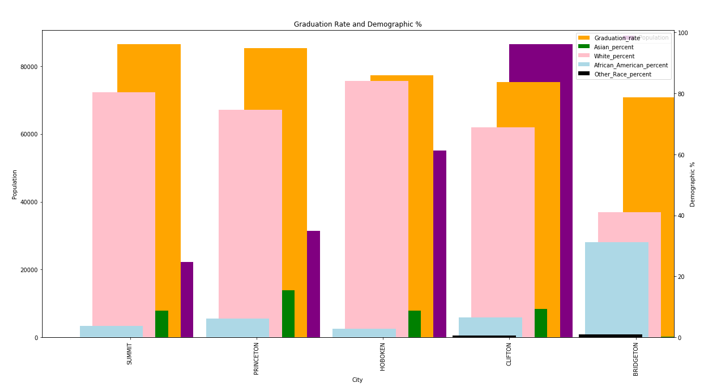 Graduation Rate and Demographic %
Population
80000
60000
40000
20000
0
100
80
60
40
20
0
Demographic %
Population
Graduation_rate
Asian_percent
White_percent
African_American_percent
Other_Race_percent
SUMMIT
PRINCETON
HOBOKEN
CLIFTON
BRIDGETON
City